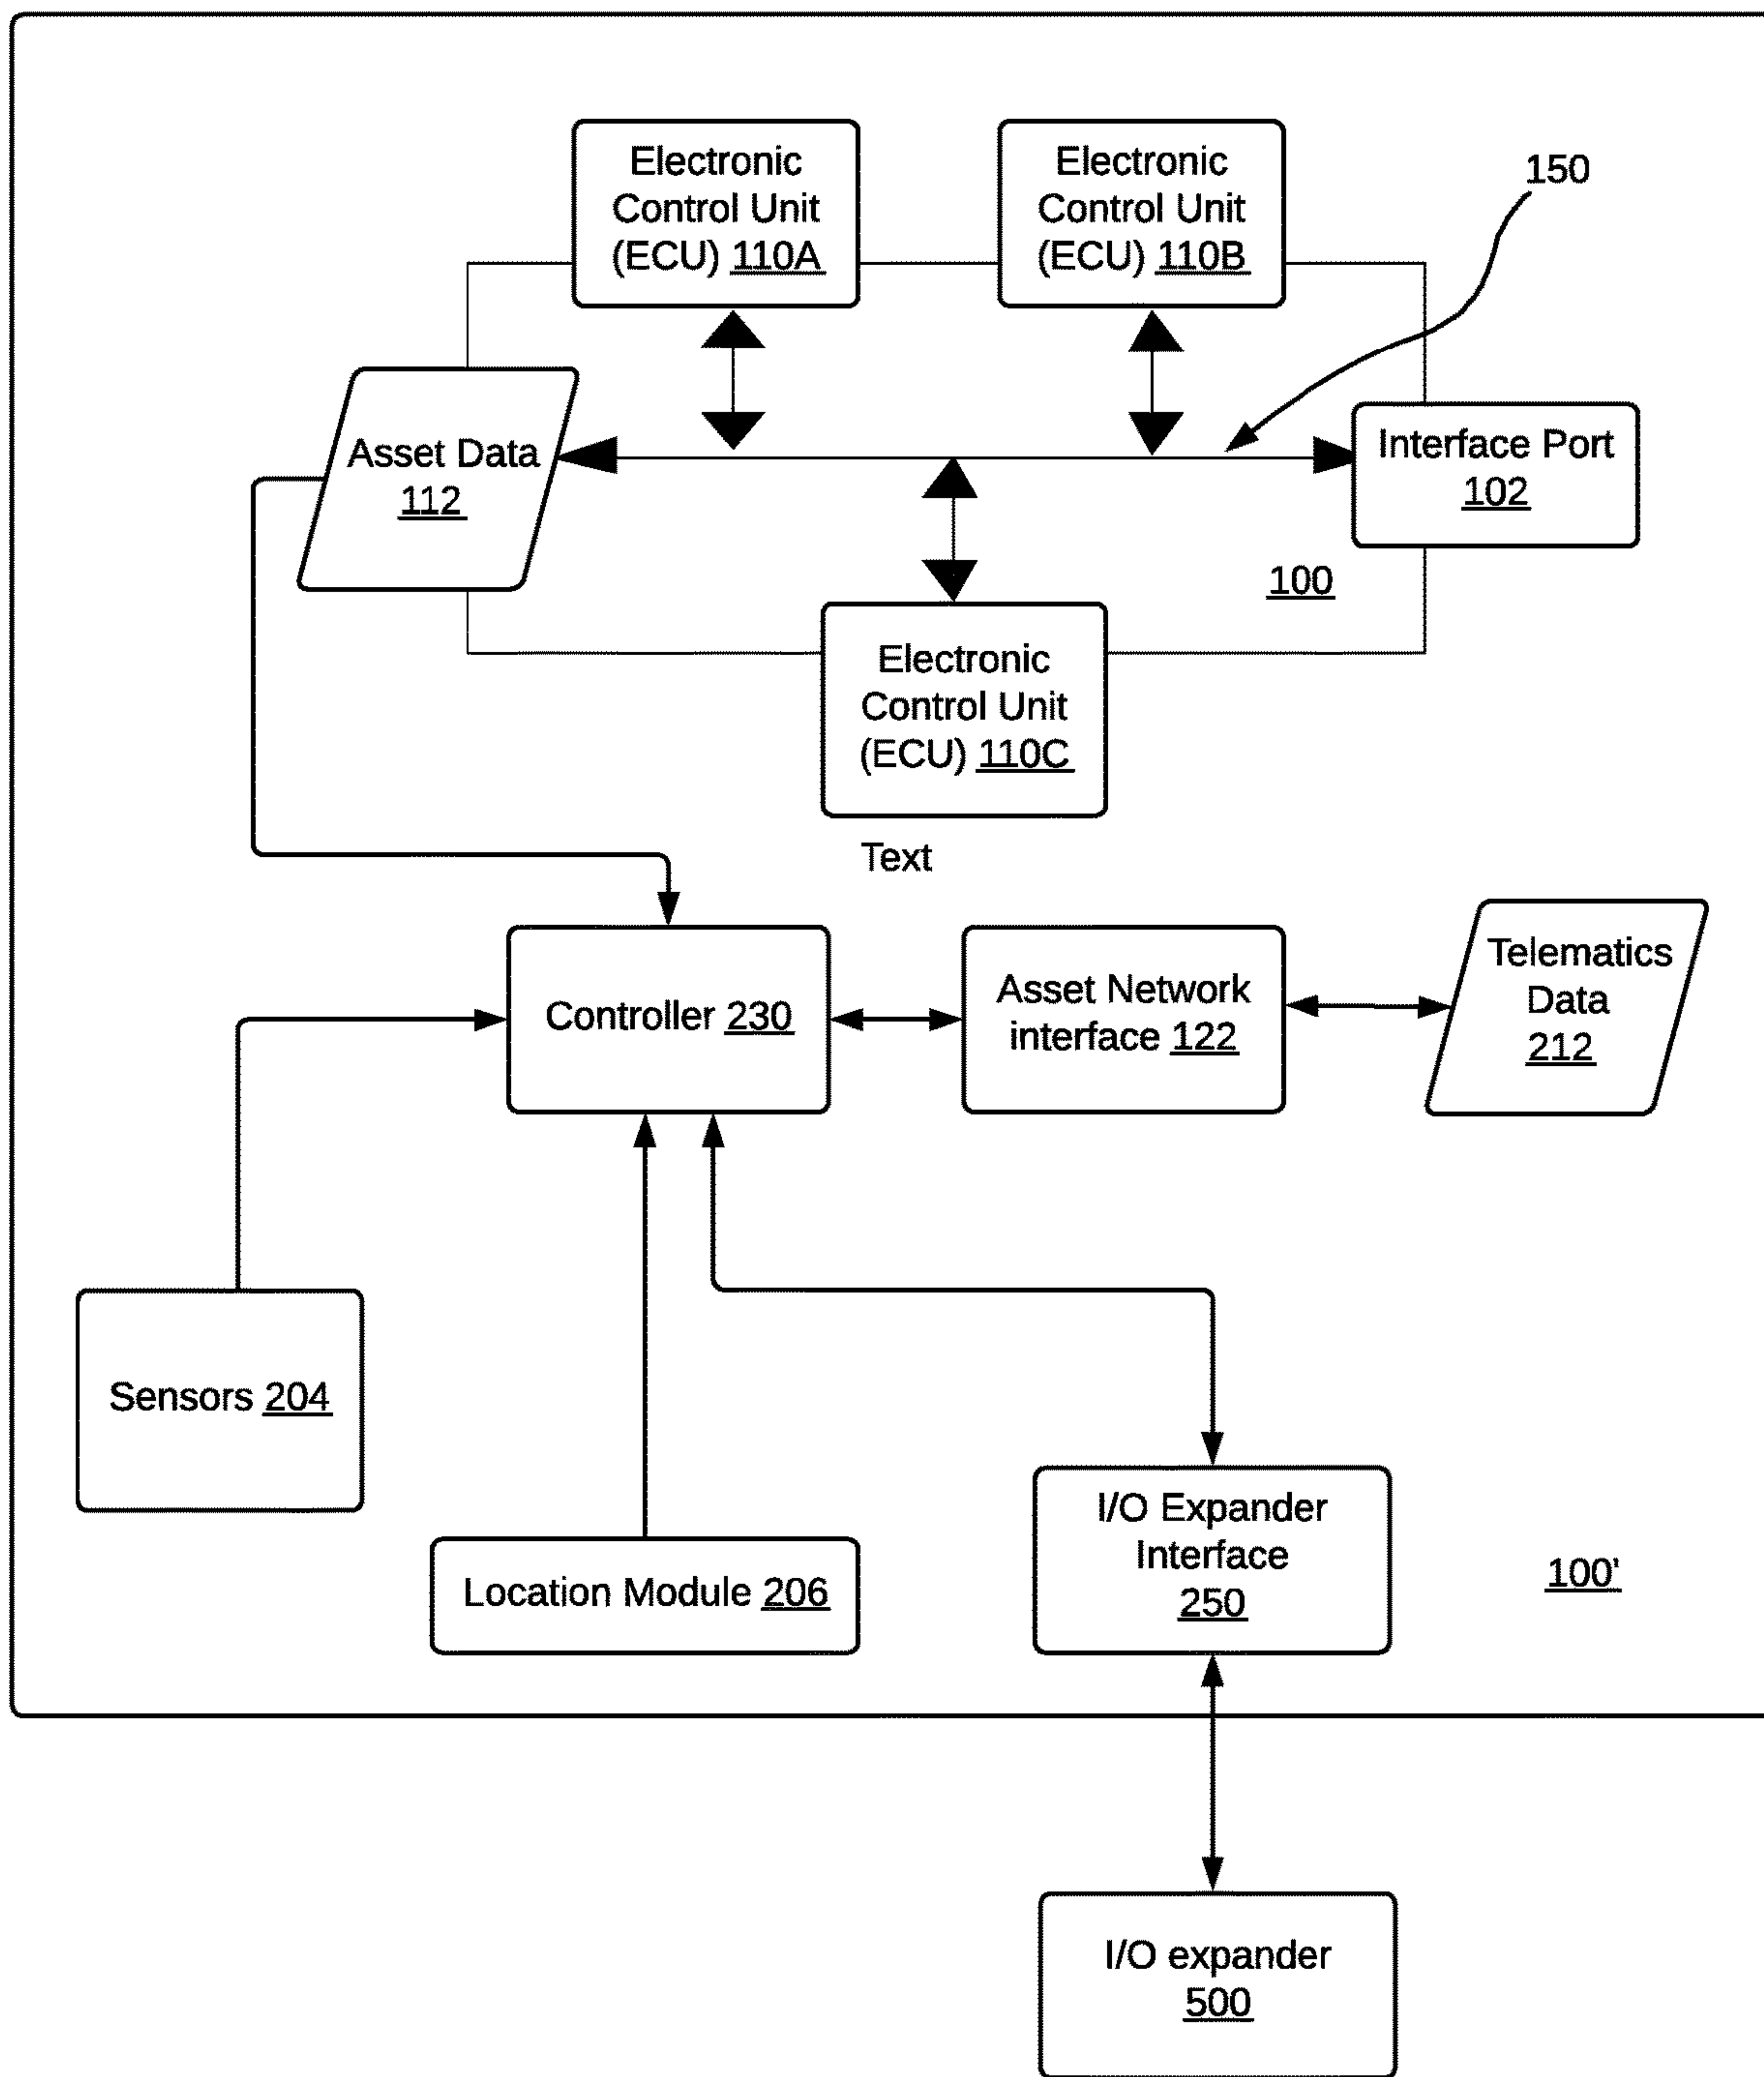 Electronic
Control Unit
(ECU) 110A
Electronic
Control Unit
(ECU) 110B
150
Asset Data
112
Interface Port
102
100
Electronic
Control Unit
(ECU) 110C
Text
Controller 230
Asset Network
interface 122
Telematics
Data
212
Sensors 204
Location Module 206
I/O Expander
Interface
250
100'
I/O expander
500